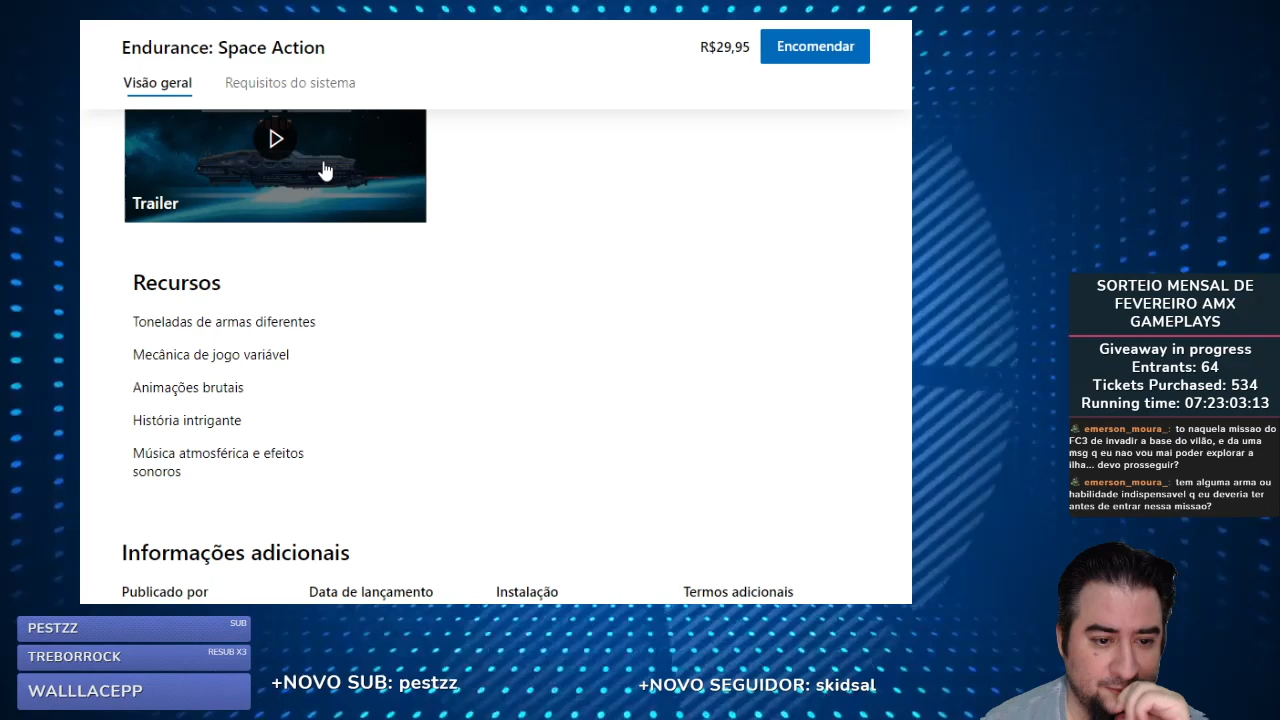 Endurance: Space Action
R$29,95
Encomendar
Visão geral
Requisitos do sistema
Trailer
Recursos
Toneladas de armas diferentes
Mecânica de jogo variável
Animações brutais
História intrigante
Música atmosférica e efeitos
sonoros
Informações adicionais
Publicado por
Data de lançamento
Instalação
Termos adicionais
SORTEIO MENSAL DE
FEVEREIRO AMX
GAMEPLAYS
Giveaway in progress
Entrants: 64
Tickets Purchased: 534
Running time: 07:23:03:13
emerson_moura_: to naquela missao do
FC3 de invadir a base do vilão, e da uma
msg q eu nao vou mai poder explorar a
ilha... devo prosseguir?
emerson_moura_: tem alguma arma ou
habilidade indispensavel q eu deveria ter
antes de entrar nessa missao?
PESTZZ
SUB
TREBORROCK
RESUB X3
WALLLACEPP
+NOVO SUB: pestzz
+NOVO SEGUIDOR: skidsal